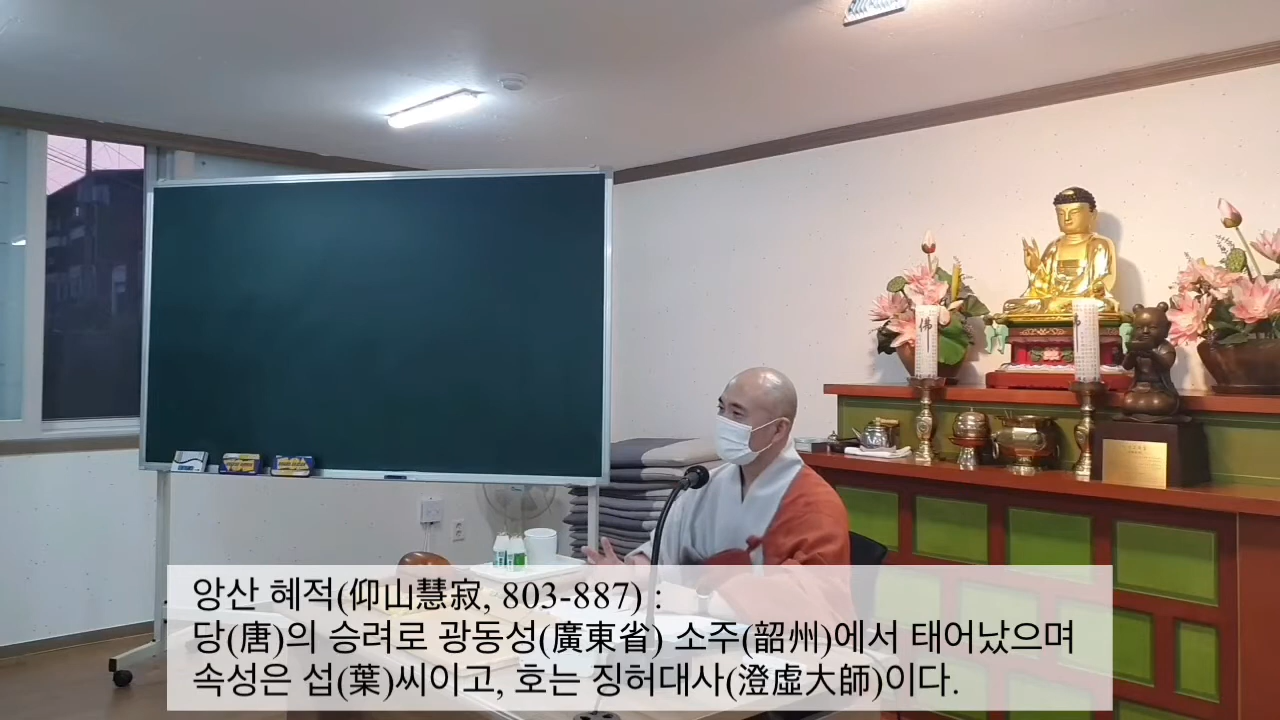 佛
앙산 혜적(仰山慧寂, 803-887) :
당(唐)의 승려로 광동성(廣東省) 소주(韶州)에서 태어났으며
속성은 섭(葉)씨이고, 호는 징허대사(澄虛大師)이다.